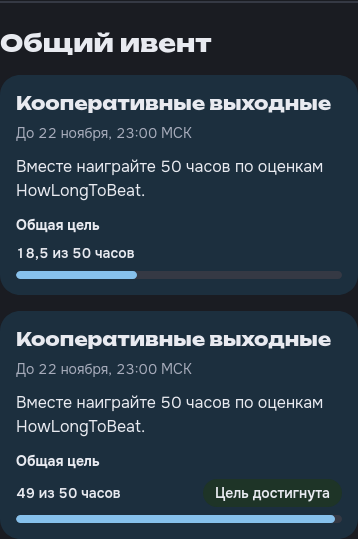 Общий ивент
Кооперативные выходные
До 22 ноября, 23:00 МСК
Вместе наиграйте 50 часов по оценкам
HowLongToBeat.
Общая цель
18,5 из 50 часов
Кооперативные выходные
До 22 ноября, 23:00 МСК
Вместе наиграйте 50 часов по оценкам
HowLongToBeat.
Общая цель
49 из 50 часов Цель достигнута